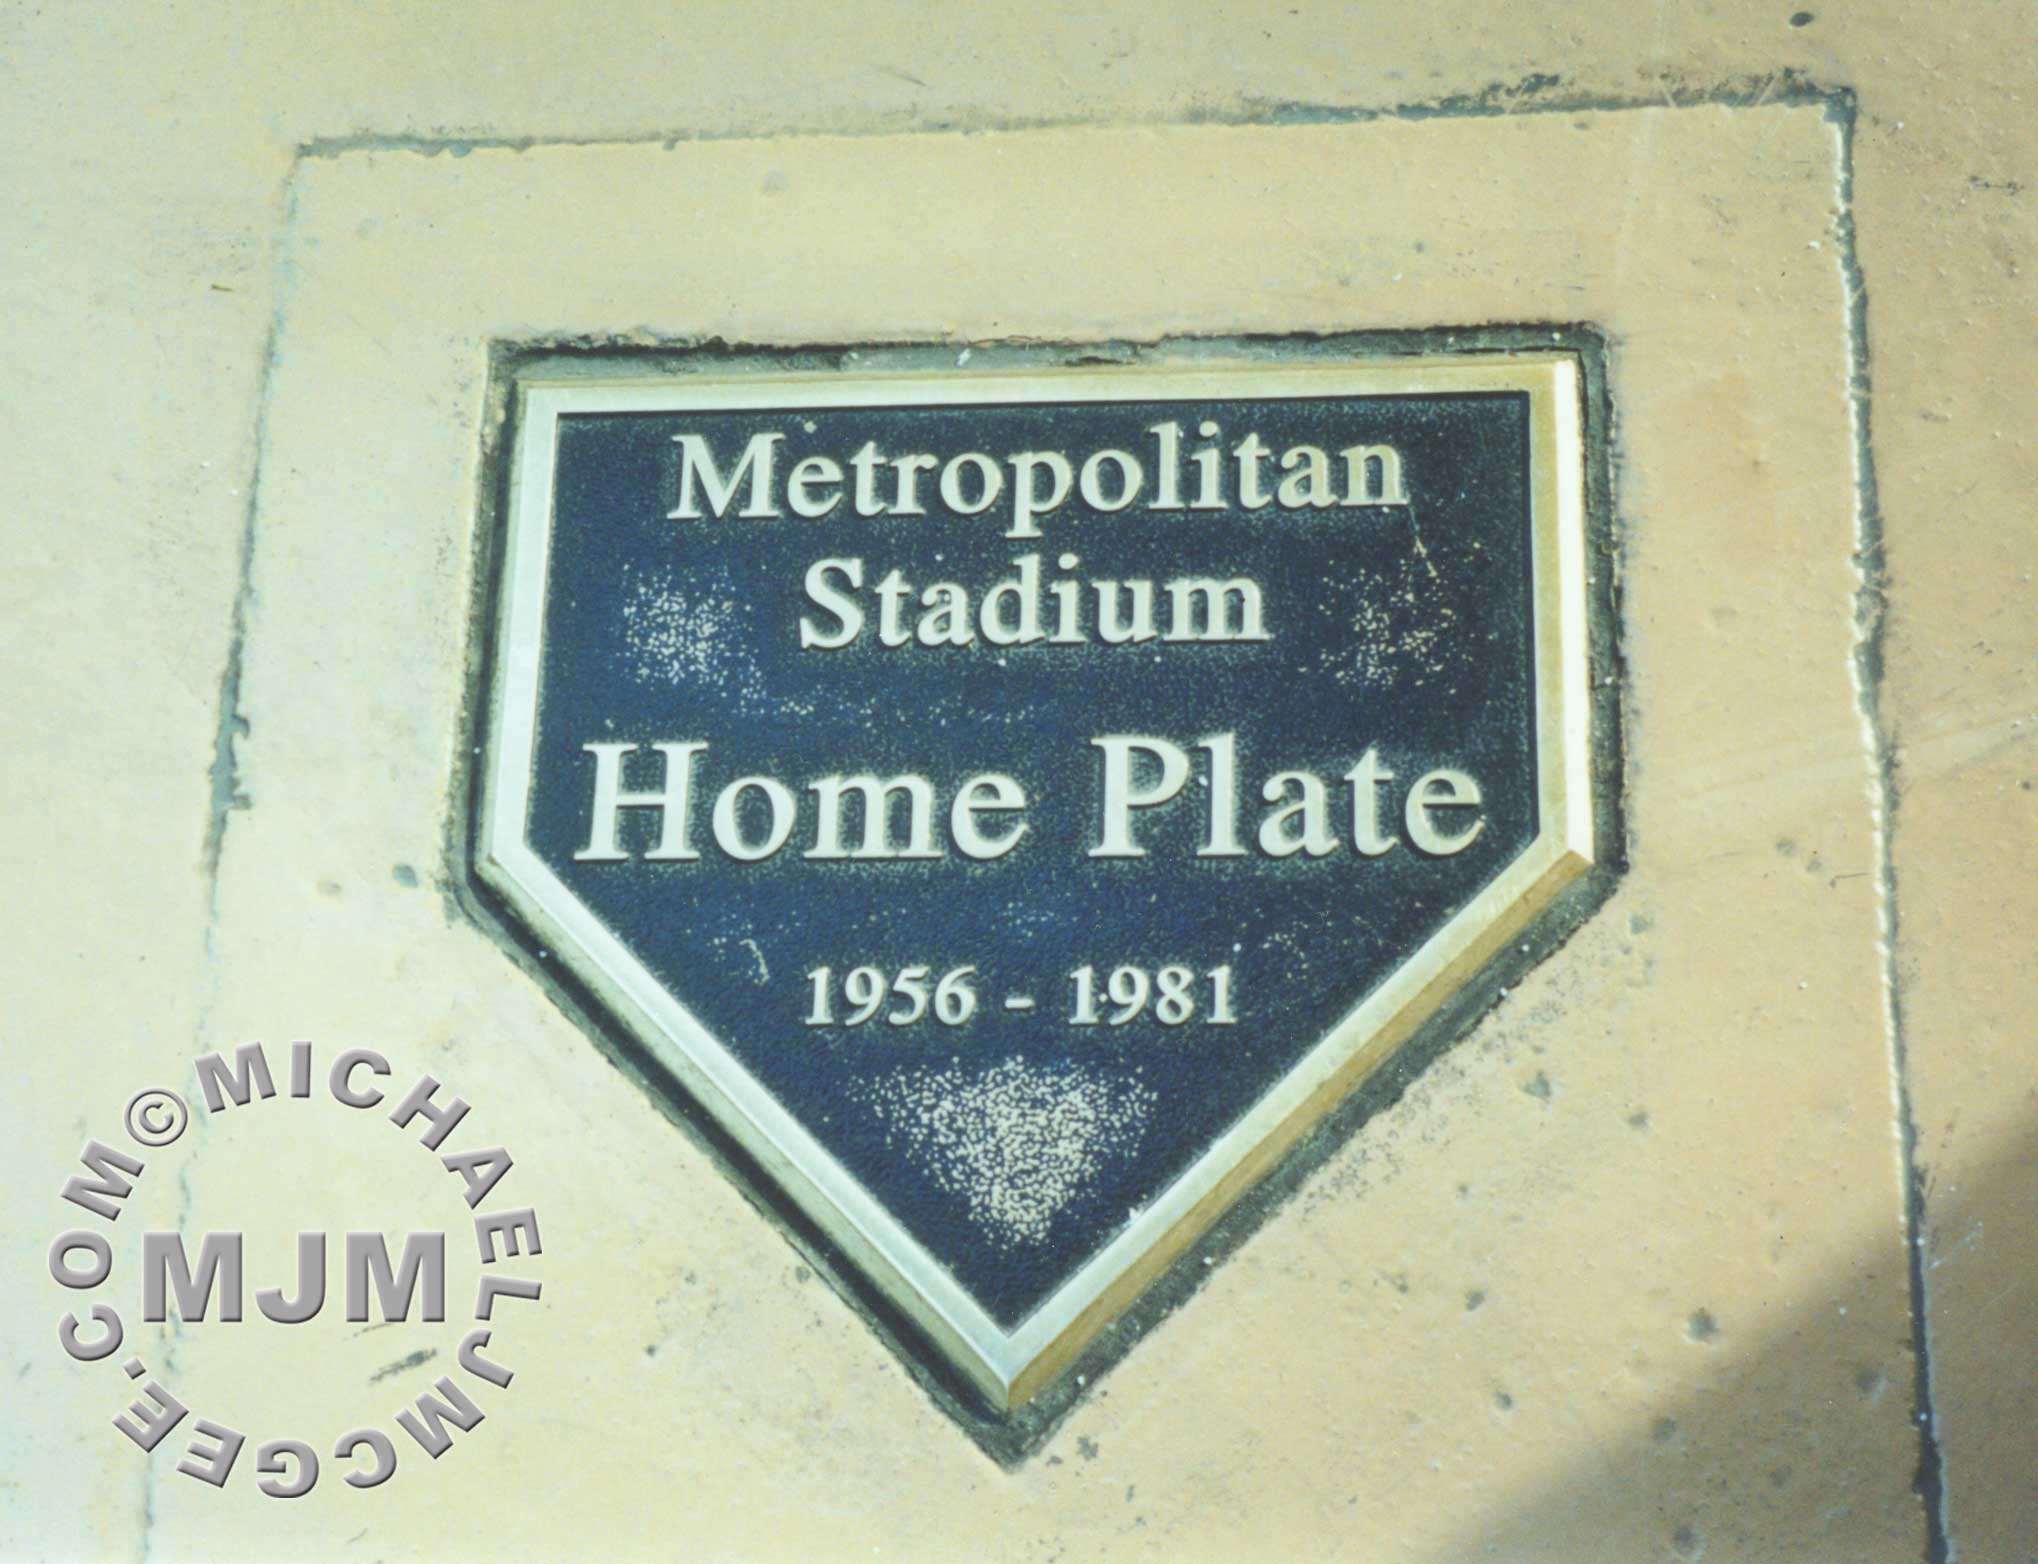 Metropolitan
Stadium
Home Plate
1956 - 1981
©MICHAELJMCGEE.COM
MJM